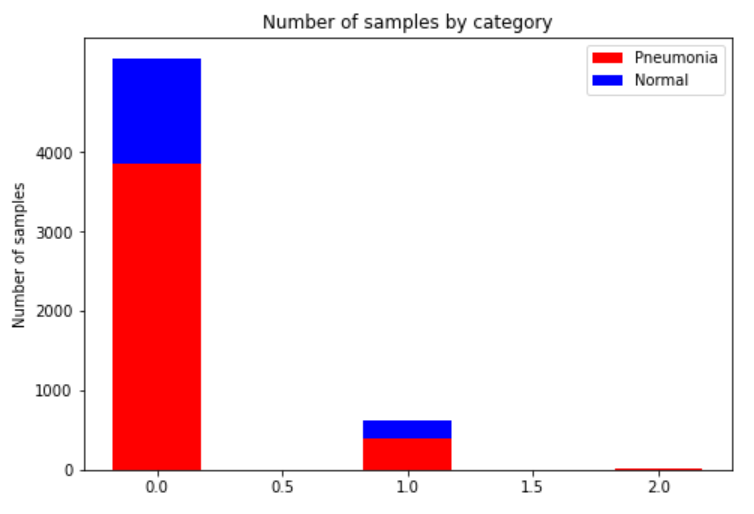 Number of samples by category
Pneumonia
Normal
Number of samples
4000
3000
2000
1000
0
0.0 0.5 1.0 1.5 2.0